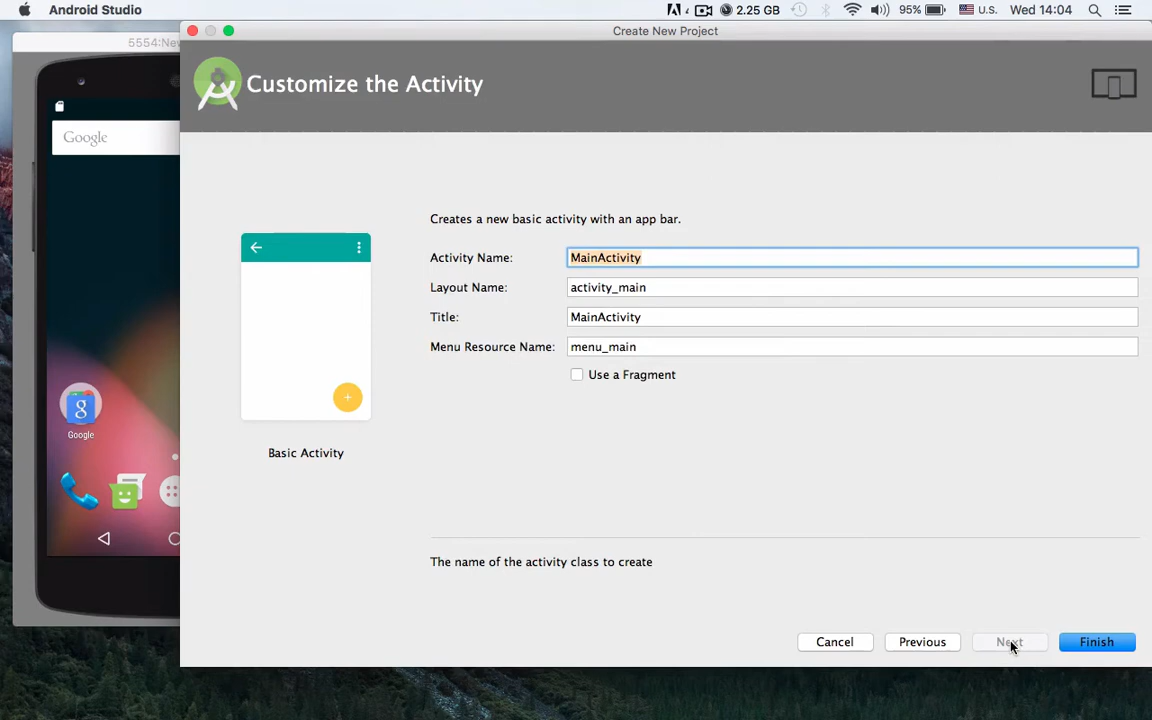 Android Studio
2.25 GB
95%
U.S.
Wed 14:04
5554:Ne
Create New Project
Customize the Activity
Google
Creates a new basic activity with an app bar.
Activity Name: MainActivity
Layout Name: activity_main
Title: MainActivity
Menu Resource Name: menu_main
Use a Fragment
Google
Basic Activity
The name of the activity class to create
Cancel
Previous
Next
Finish